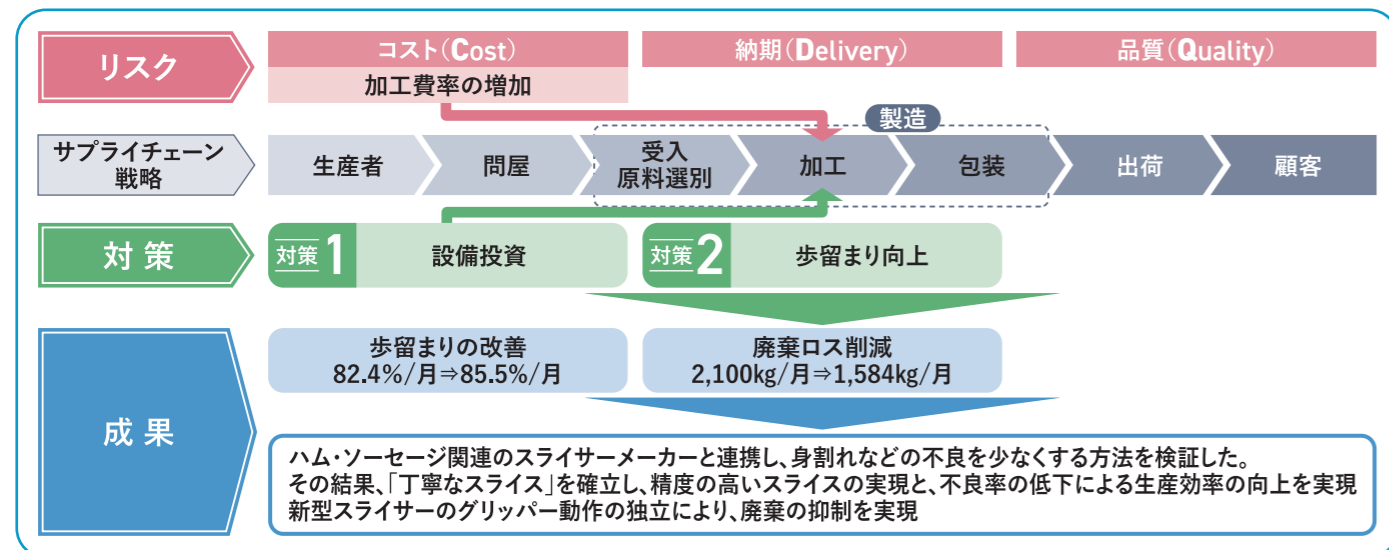 リスク
コスト(Cost)
納期(Delivery)
品質(Quality)
加工費率の増加
製造
サプライチェーン
戦略
生産者
問屋
受入
原料選別
加工
包装
出荷
顧客
対策
対策1
設備投資
対策2
歩留まり向上
成果
歩留まりの改善
82.4%/月⇒85.5%/月
廃棄ロス削減
2,100kg/月⇒1,584kg/月
ハム・ソーセージ関連のスライサーメーカーと連携し、身割れなどの不良を少なくする方法を検証した。
その結果、「丁寧なスライス」を確立し、精度の高いスライスの実現と、不良率の低下による生産効率の向上を実現
新型スライサーのグリッパー動作の独立により、廃棄の抑制を実現